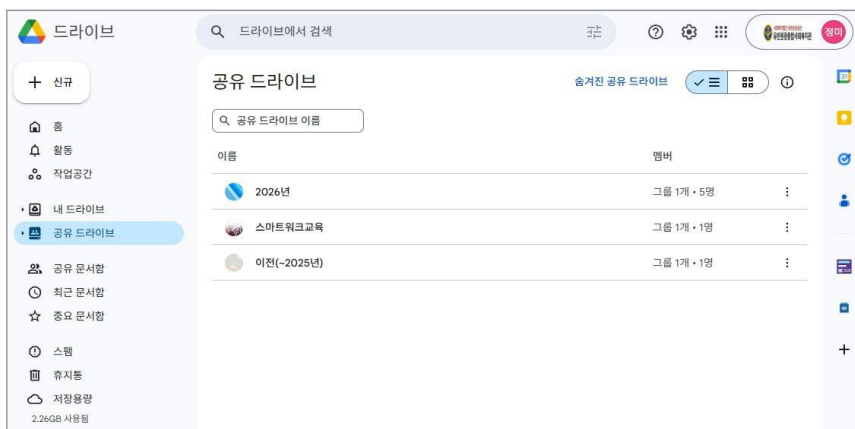 드라이브
드라이브에서 검색
정미
신규
홈
활동
작업공간
내 드라이브
공유 드라이브
공유 문서함
최근 문서함
중요 문서함
스팸
휴지통
저장용량
2.26GB 사용됨
공유 드라이브
숨겨진 공유 드라이브
공유 드라이브 이름
이름 멤버
2026년 그룹 1개 • 5명
스마트워크교육 그룹 1개 • 1명
이전(~2025년) 그룹 1개 • 1명
31